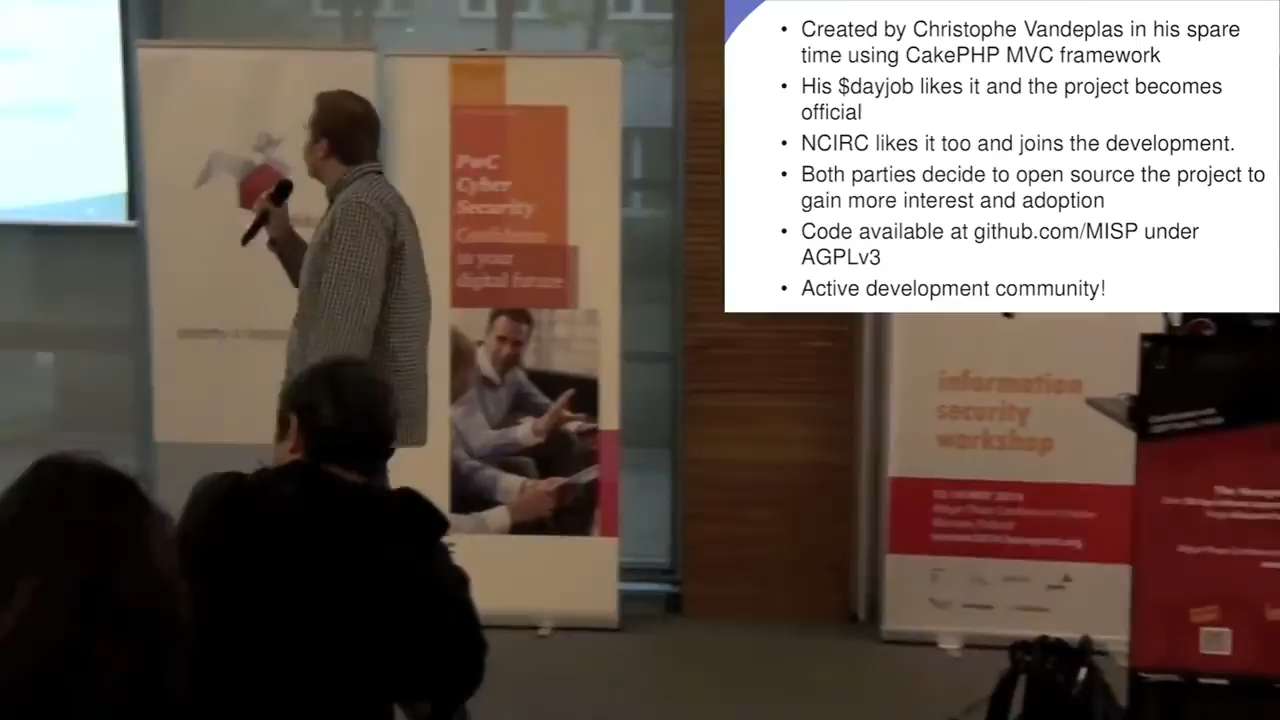 • Created by Christophe Vandeplas in his spare
time using CakePHP MVC framework
• His $dayjob likes it and the project becomes
official
• NCIRC likes it too and joins the development.
• Both parties decide to open source the project to
gain more interest and adoption
• Code available at github.com/MISP under
AGPLv3
• Active development community!
PwC
Cyber
Security
Confidence
in your
digital future
information
security
workshop